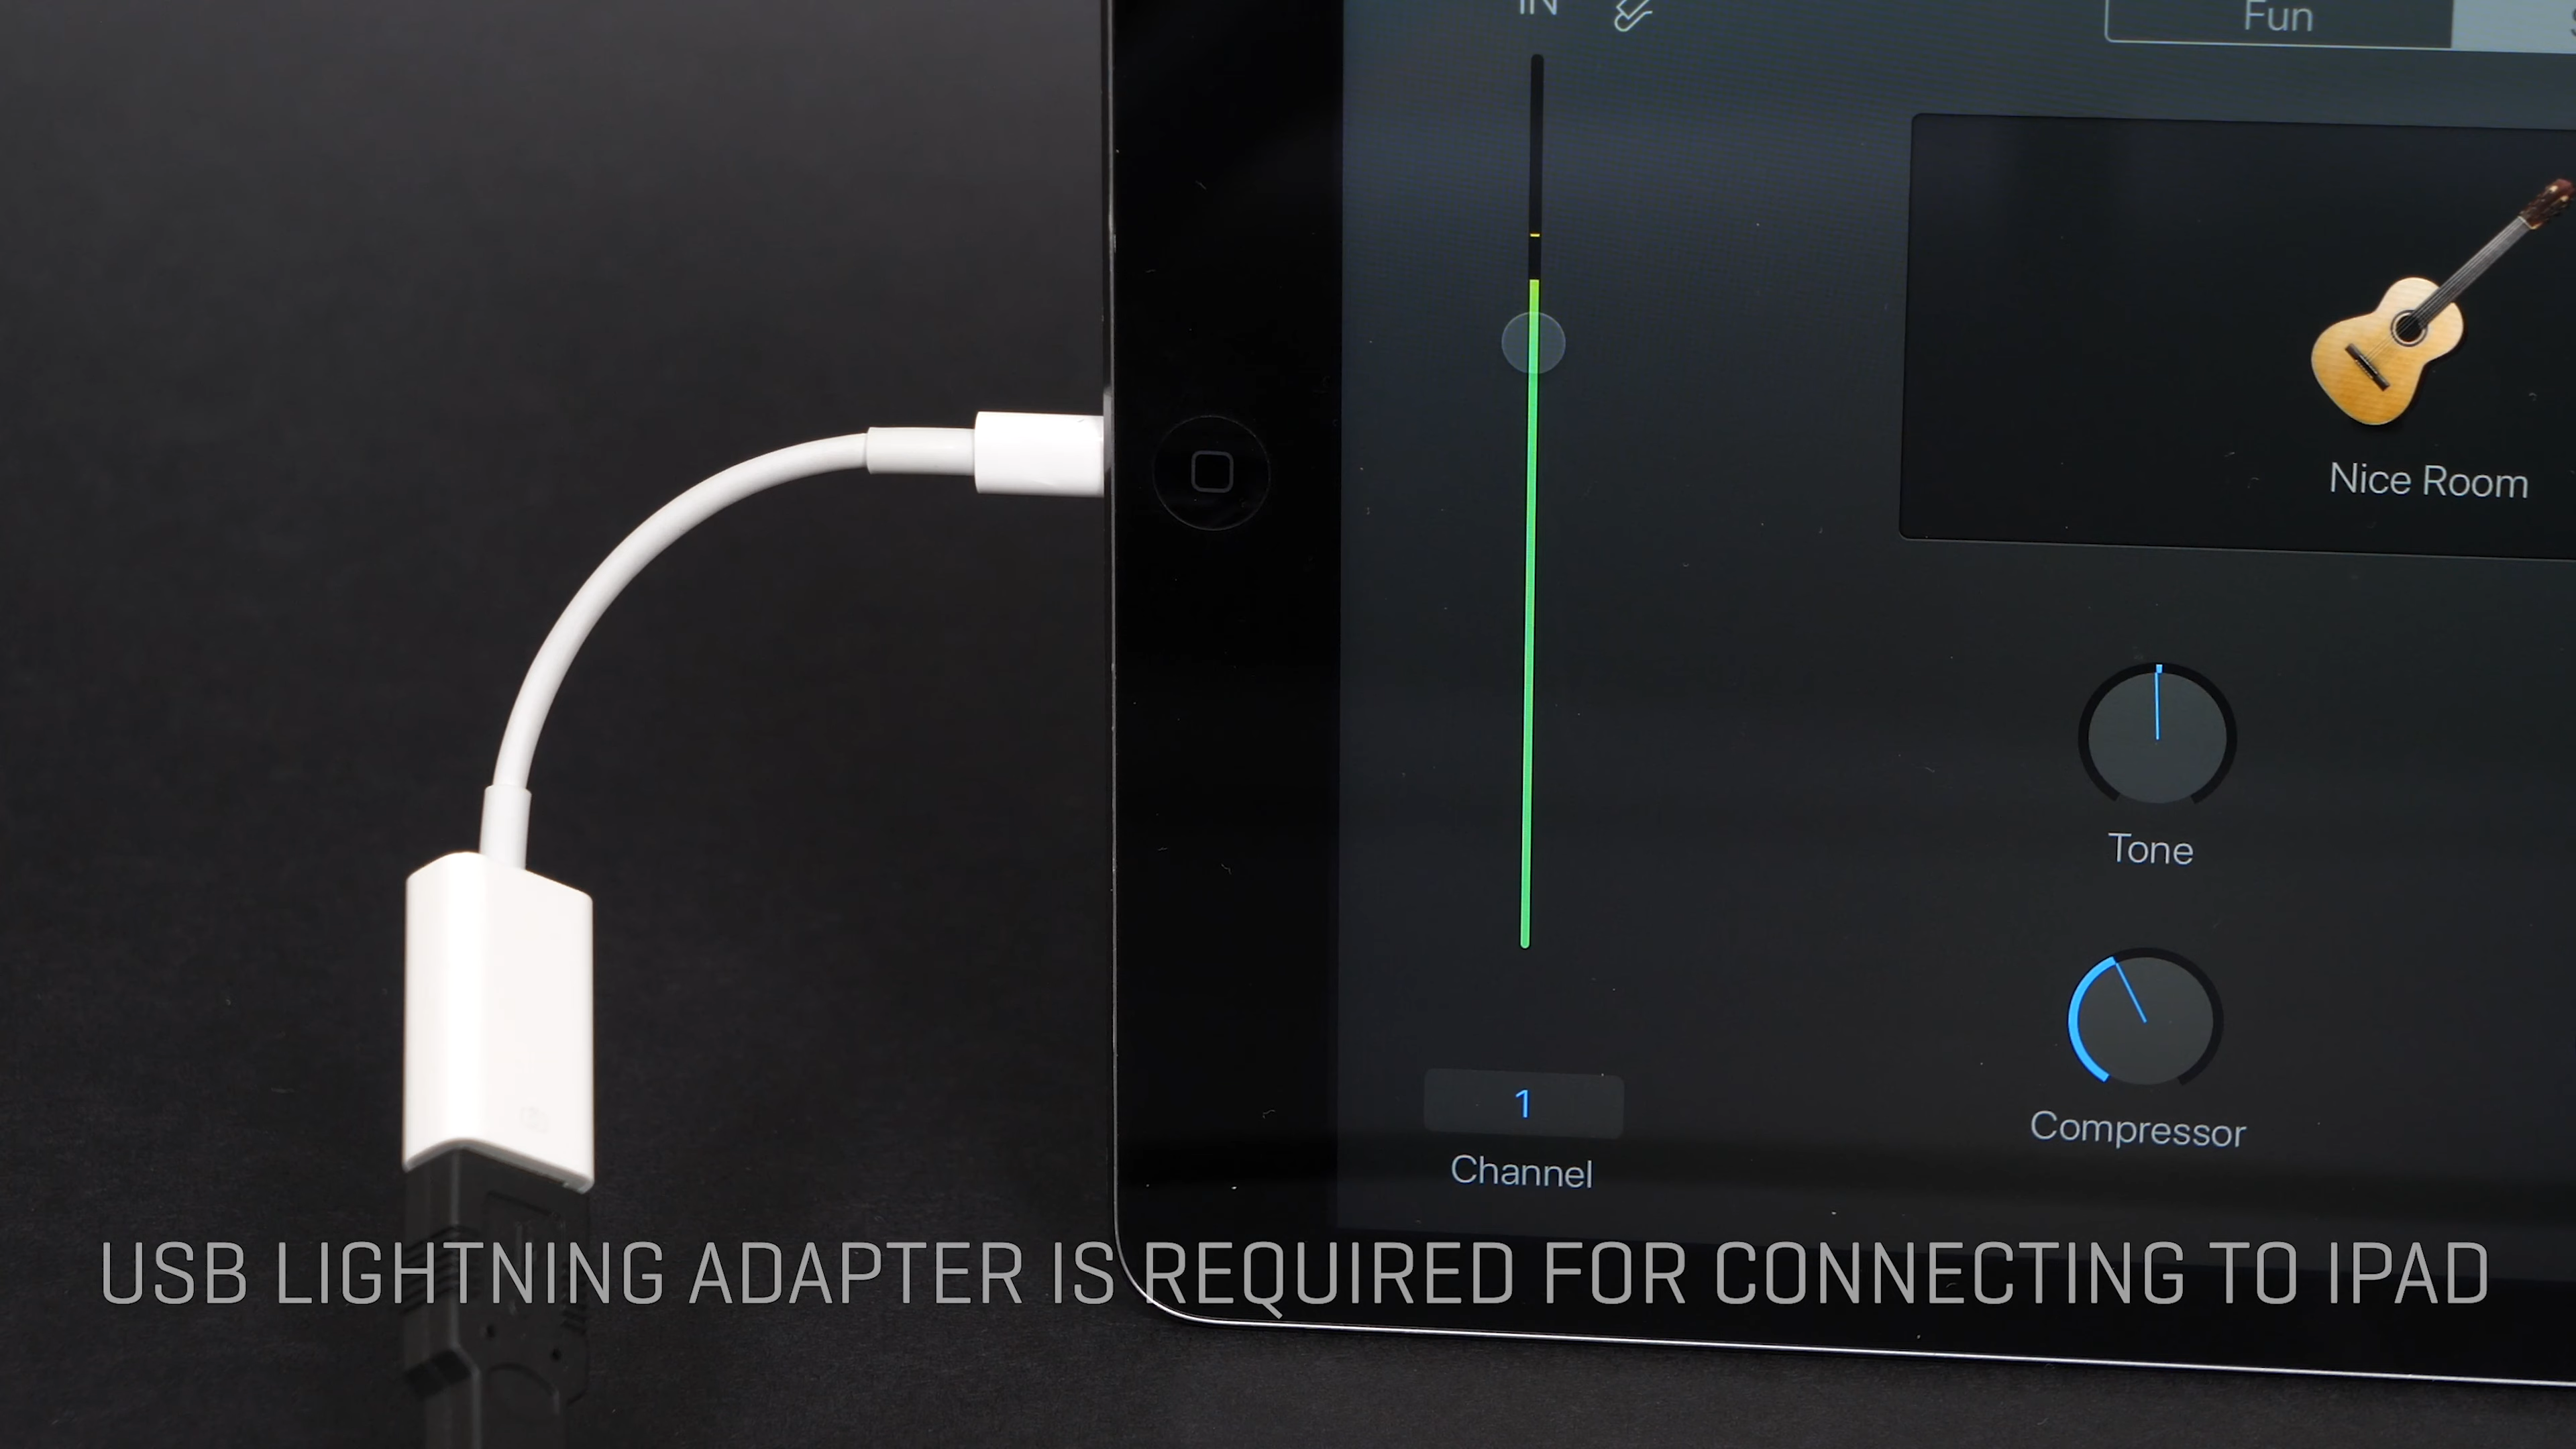 IN
Fun
Nice Room
Tone
Compressor
1
Channel
USB LIGHTNING ADAPTER IS REQUIRED FOR CONNECTING TO IPAD